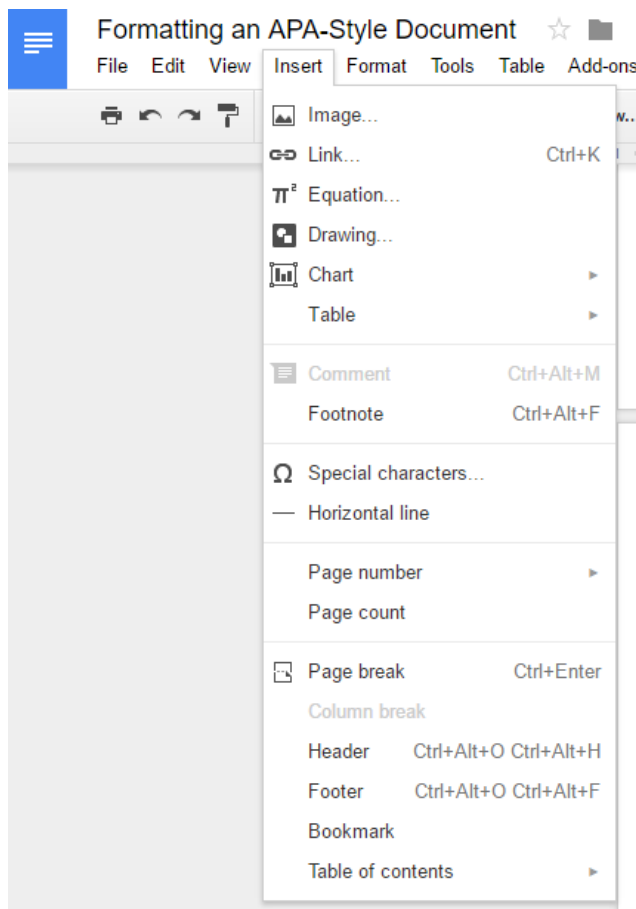 Formatting an APA-Style Document
File Edit View Insert Format Tools Table Add-ons
Image...
Link... Ctrl+K
π² Equation...
Drawing...
Chart
Table
Comment Ctrl+Alt+M
Footnote Ctrl+Alt+F
Ω Special characters...
Horizontal line
Page number
Page count
Page break Ctrl+Enter
Column break
Header Ctrl+Alt+O Ctrl+Alt+H
Footer Ctrl+Alt+O Ctrl+Alt+F
Bookmark
Table of contents